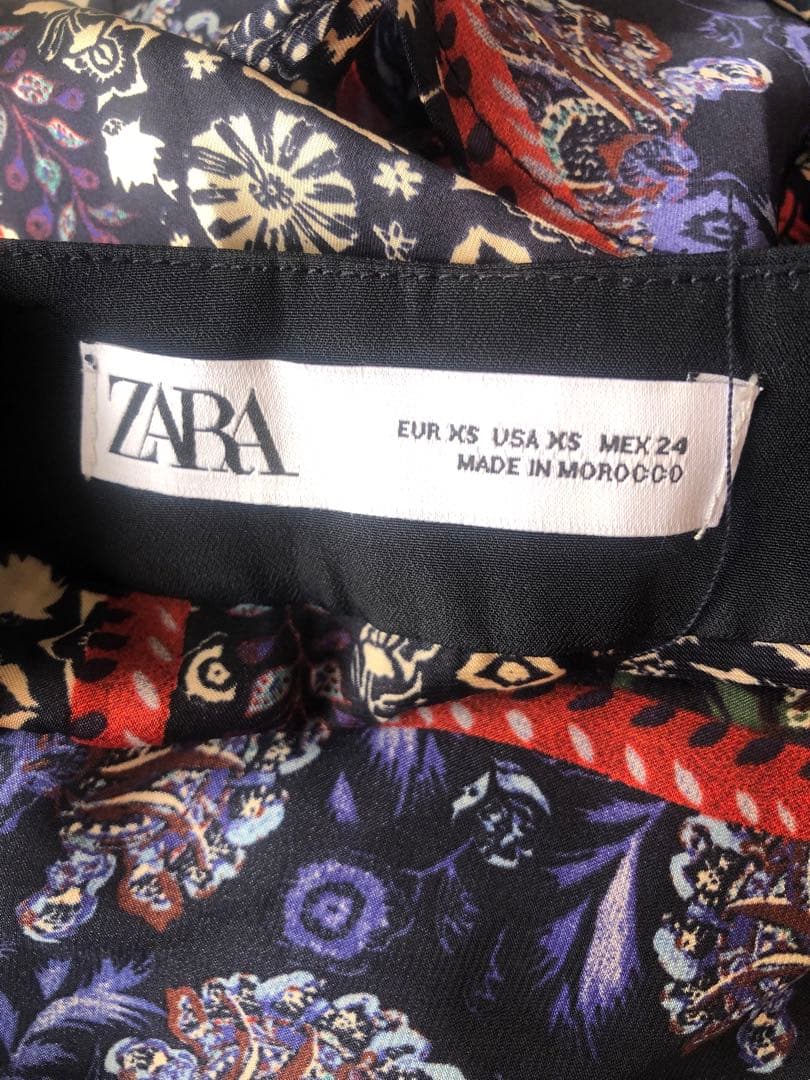 ZARA
EUR XS USA XS MEX 24
MADE IN MOROCCO